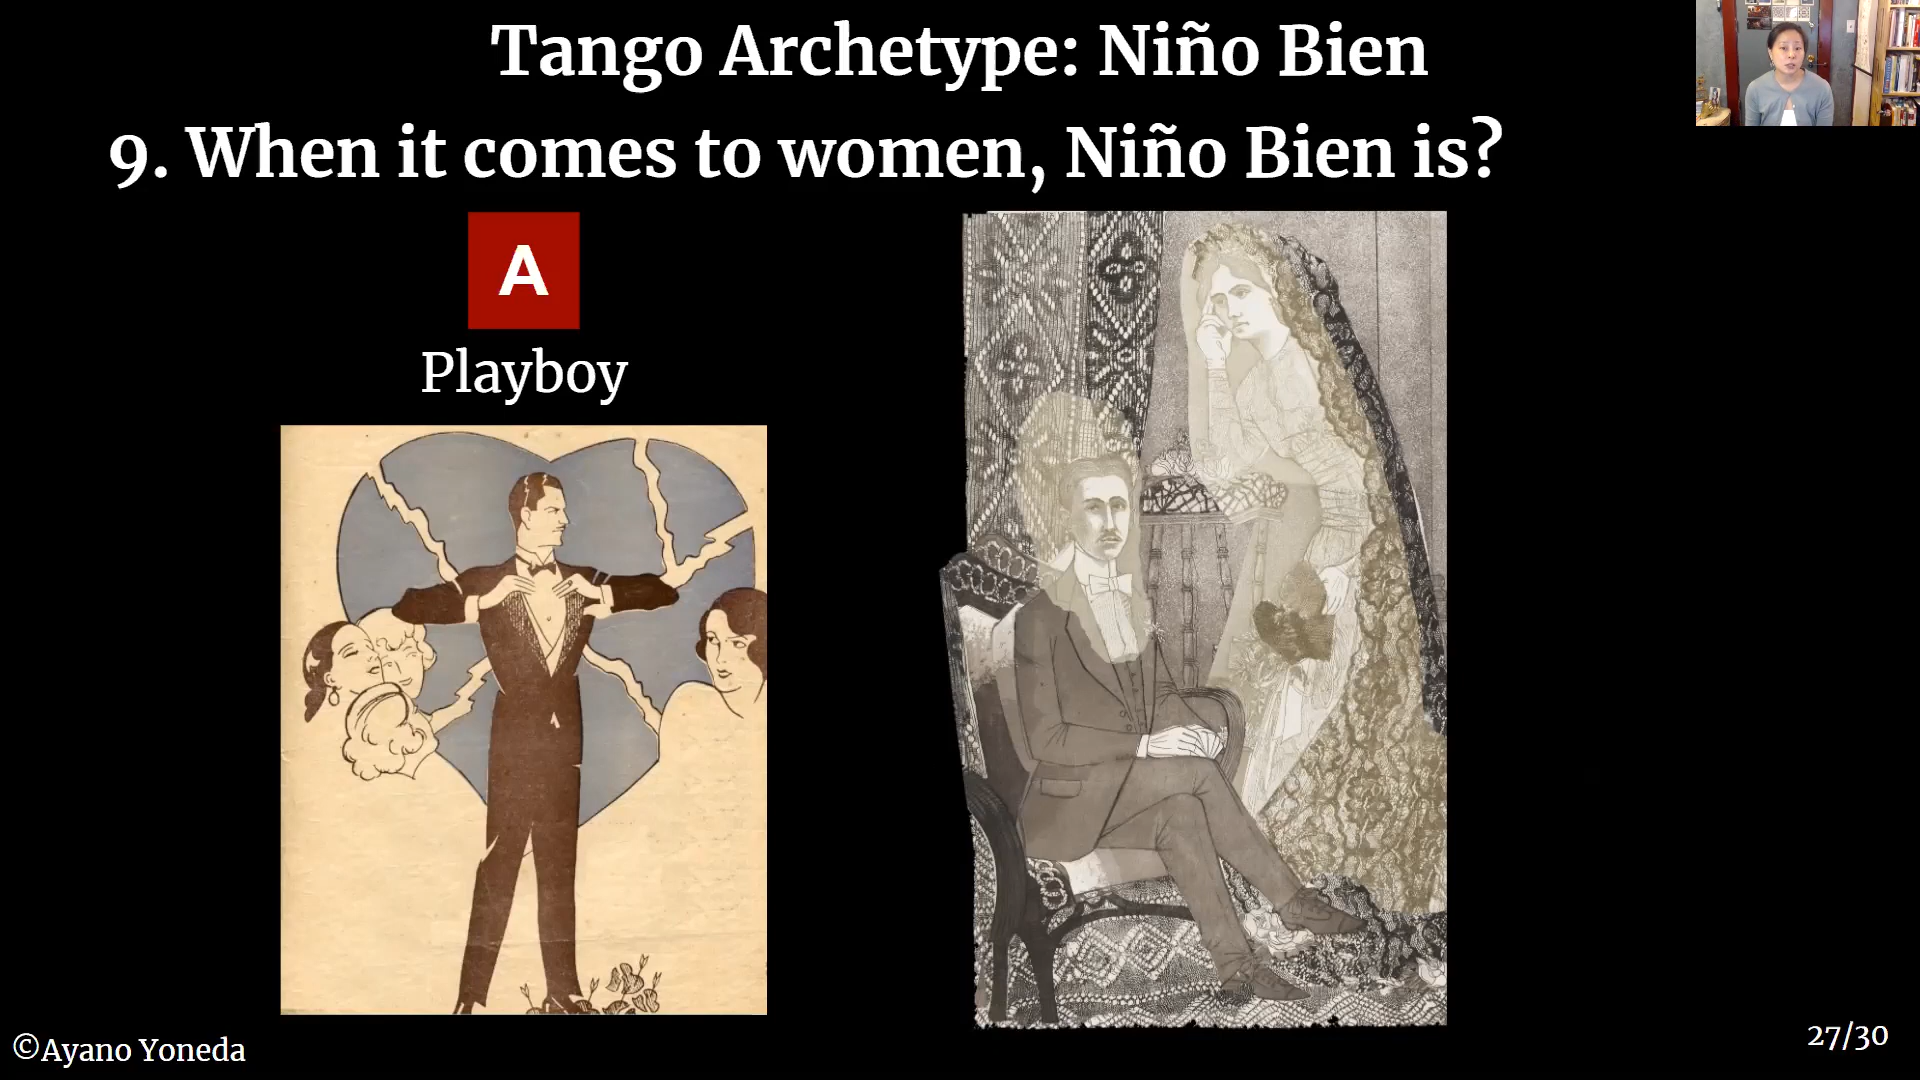 Tango Archetype: Niño Bien
9. When it comes to women, Niño Bien is?
A
Playboy
©Ayano Yoneda
27/30